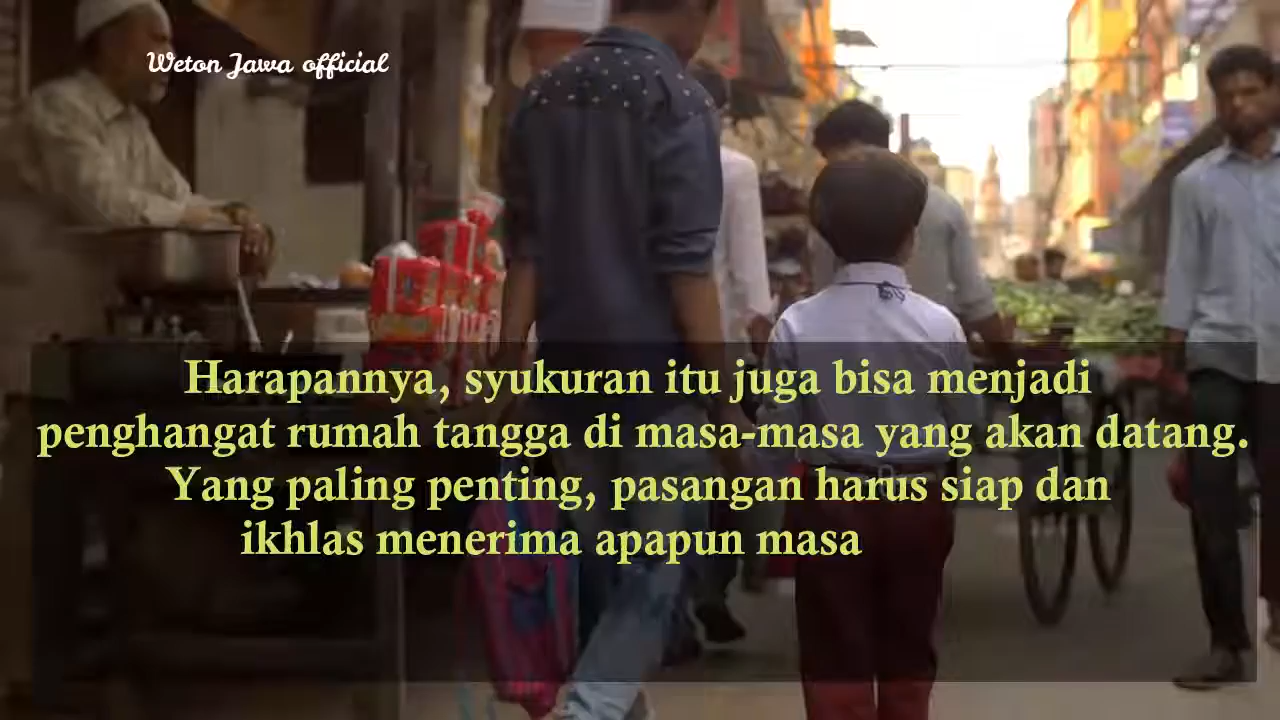 Weton Jawa official
Harapannya, syukuran itu juga bisa menjadi
penghangat rumah tangga di masa-masa yang akan datang.
Yang paling penting, pasangan harus siap dan
ikhlas menerima apapun masa